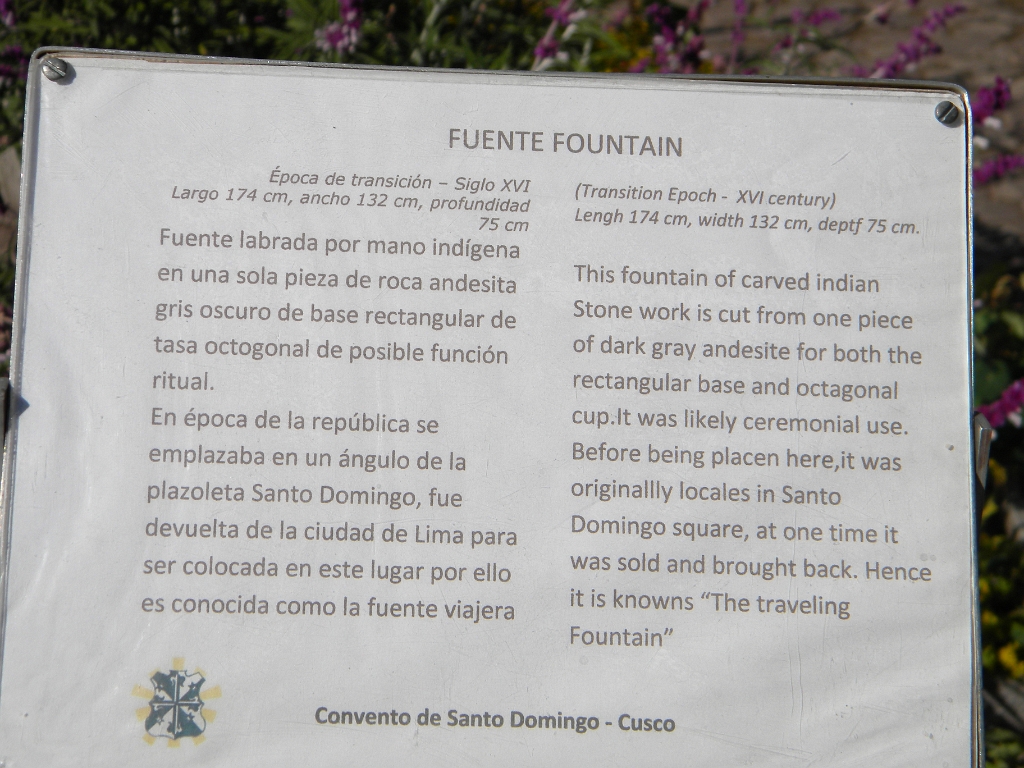 FUENTE FOUNTAIN
Época de transición – Siglo XVI
Largo 174 cm, ancho 132 cm, profundidad
75 cm
Fuente labrada por mano indígena
en una sola pieza de roca andesita
gris oscuro de base rectangular de
tasa octogonal de posible función
ritual.
En época de la república se
emplazaba en un ángulo de la
plazoleta Santo Domingo, fue
devuelta de la ciudad de Lima para
ser colocada en este lugar por ello
es conocida como la fuente viajera
(Transition Epoch - XVI century)
Lengh 174 cm, width 132 cm, deptf 75 cm.
This fountain of carved indian
Stone work is cut from one piece
of dark gray andesite for both the
rectangular base and octagonal
cup.It was likely ceremonial use.
Before being placen here,it was
originallly locales in Santo
Domingo square, at one time it
was sold and brought back. Hence
it is knowns “The traveling
Fountain”
Convento de Santo Domingo - Cusco